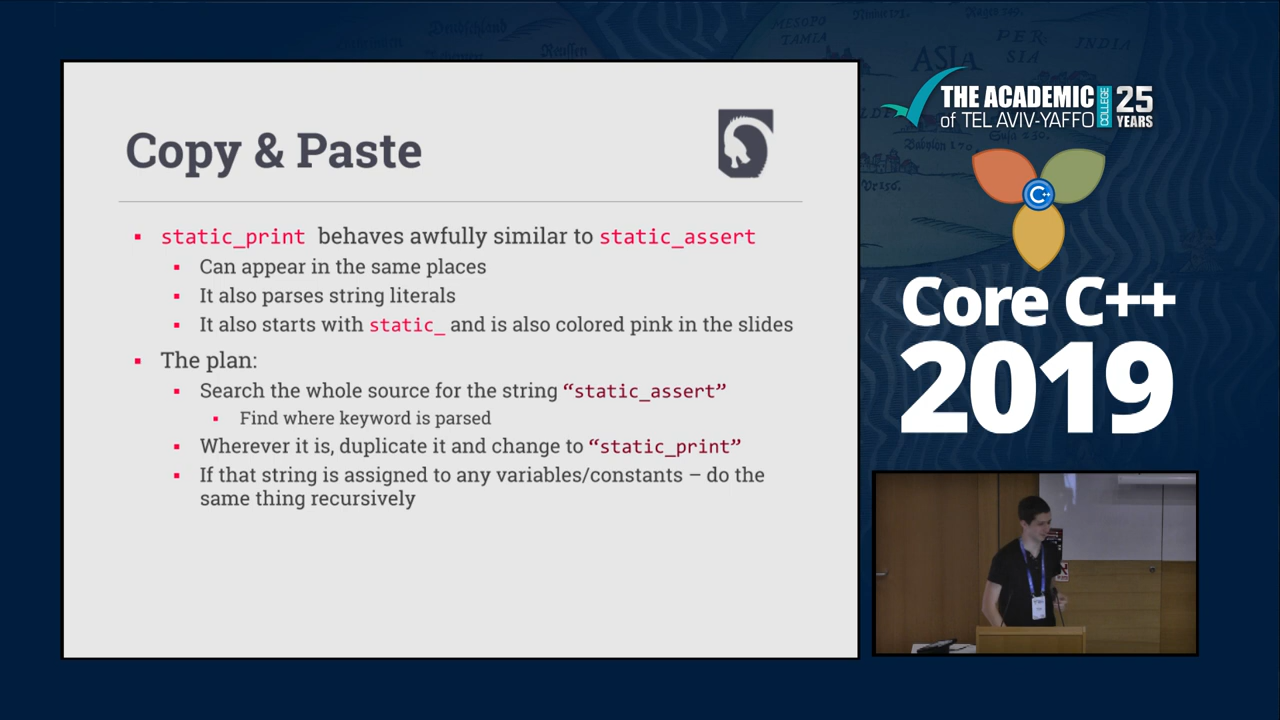 Copy & Paste
static_print behaves awfully similar to static_assert
Can appear in the same places
It also parses string literals
It also starts with static_ and is also colored pink in the slides
The plan:
Search the whole source for the string “static_assert”
Find where keyword is parsed
Wherever it is, duplicate it and change to “static_print”
If that string is assigned to any variables/constants – do the
same thing recursively
MESOPO
TAMIA
ASIA
PER
SIA
INDIA
THE ACADEMIC
of TEL AVIV-YAFFO
COLLEGE
25
YEARS
C++
Core C++
2019